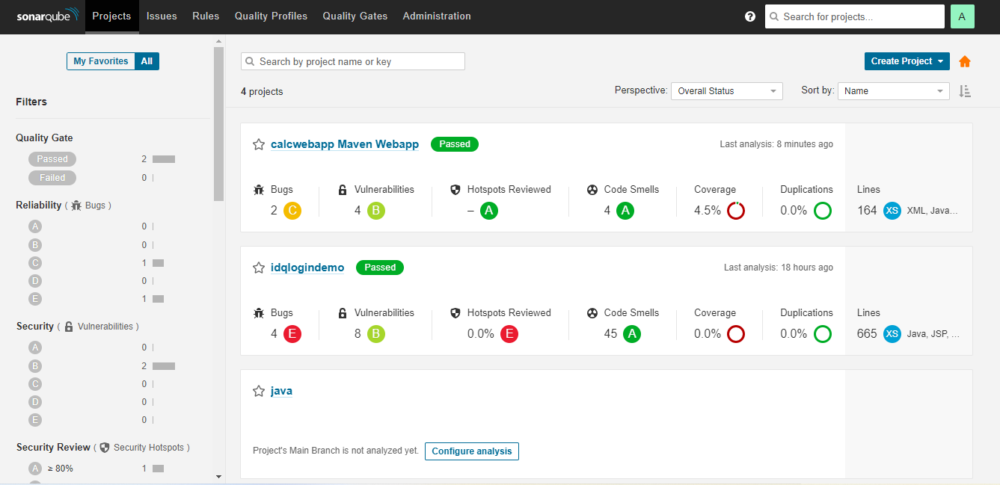 sonarqube Projects Issues Rules Quality Profiles Quality Gates Administration ? Search for projects... A
My Favorites All
Filters
Quality Gate
Passed 2
Failed 0
Reliability ( Bugs )
A 0
B 0
C 1
D 0
E 1
Security ( Vulnerabilities )
A 0
B 2
C 0
D 0
E 0
Security Review ( Security Hotspots )
A ≥ 80% 1
Search by project name or key
Create Project
4 projects
Perspective: Overall Status Sort by: Name
calcwebapp Maven Webapp Passed Last analysis: 8 minutes ago
Bugs Vulnerabilities Hotspots Reviewed Code Smells Coverage Duplications Lines
2 C 4 B – A 4 A 4.5% 0.0% 164 XS XML, Java...
idqlogindemo Passed Last analysis: 18 hours ago
Bugs Vulnerabilities Hotspots Reviewed Code Smells Coverage Duplications Lines
4 E 8 B 0.0% E 45 A 0.0% 0.0% 665 XS Java, JSP, ...
java
Project's Main Branch is not analyzed yet. Configure analysis